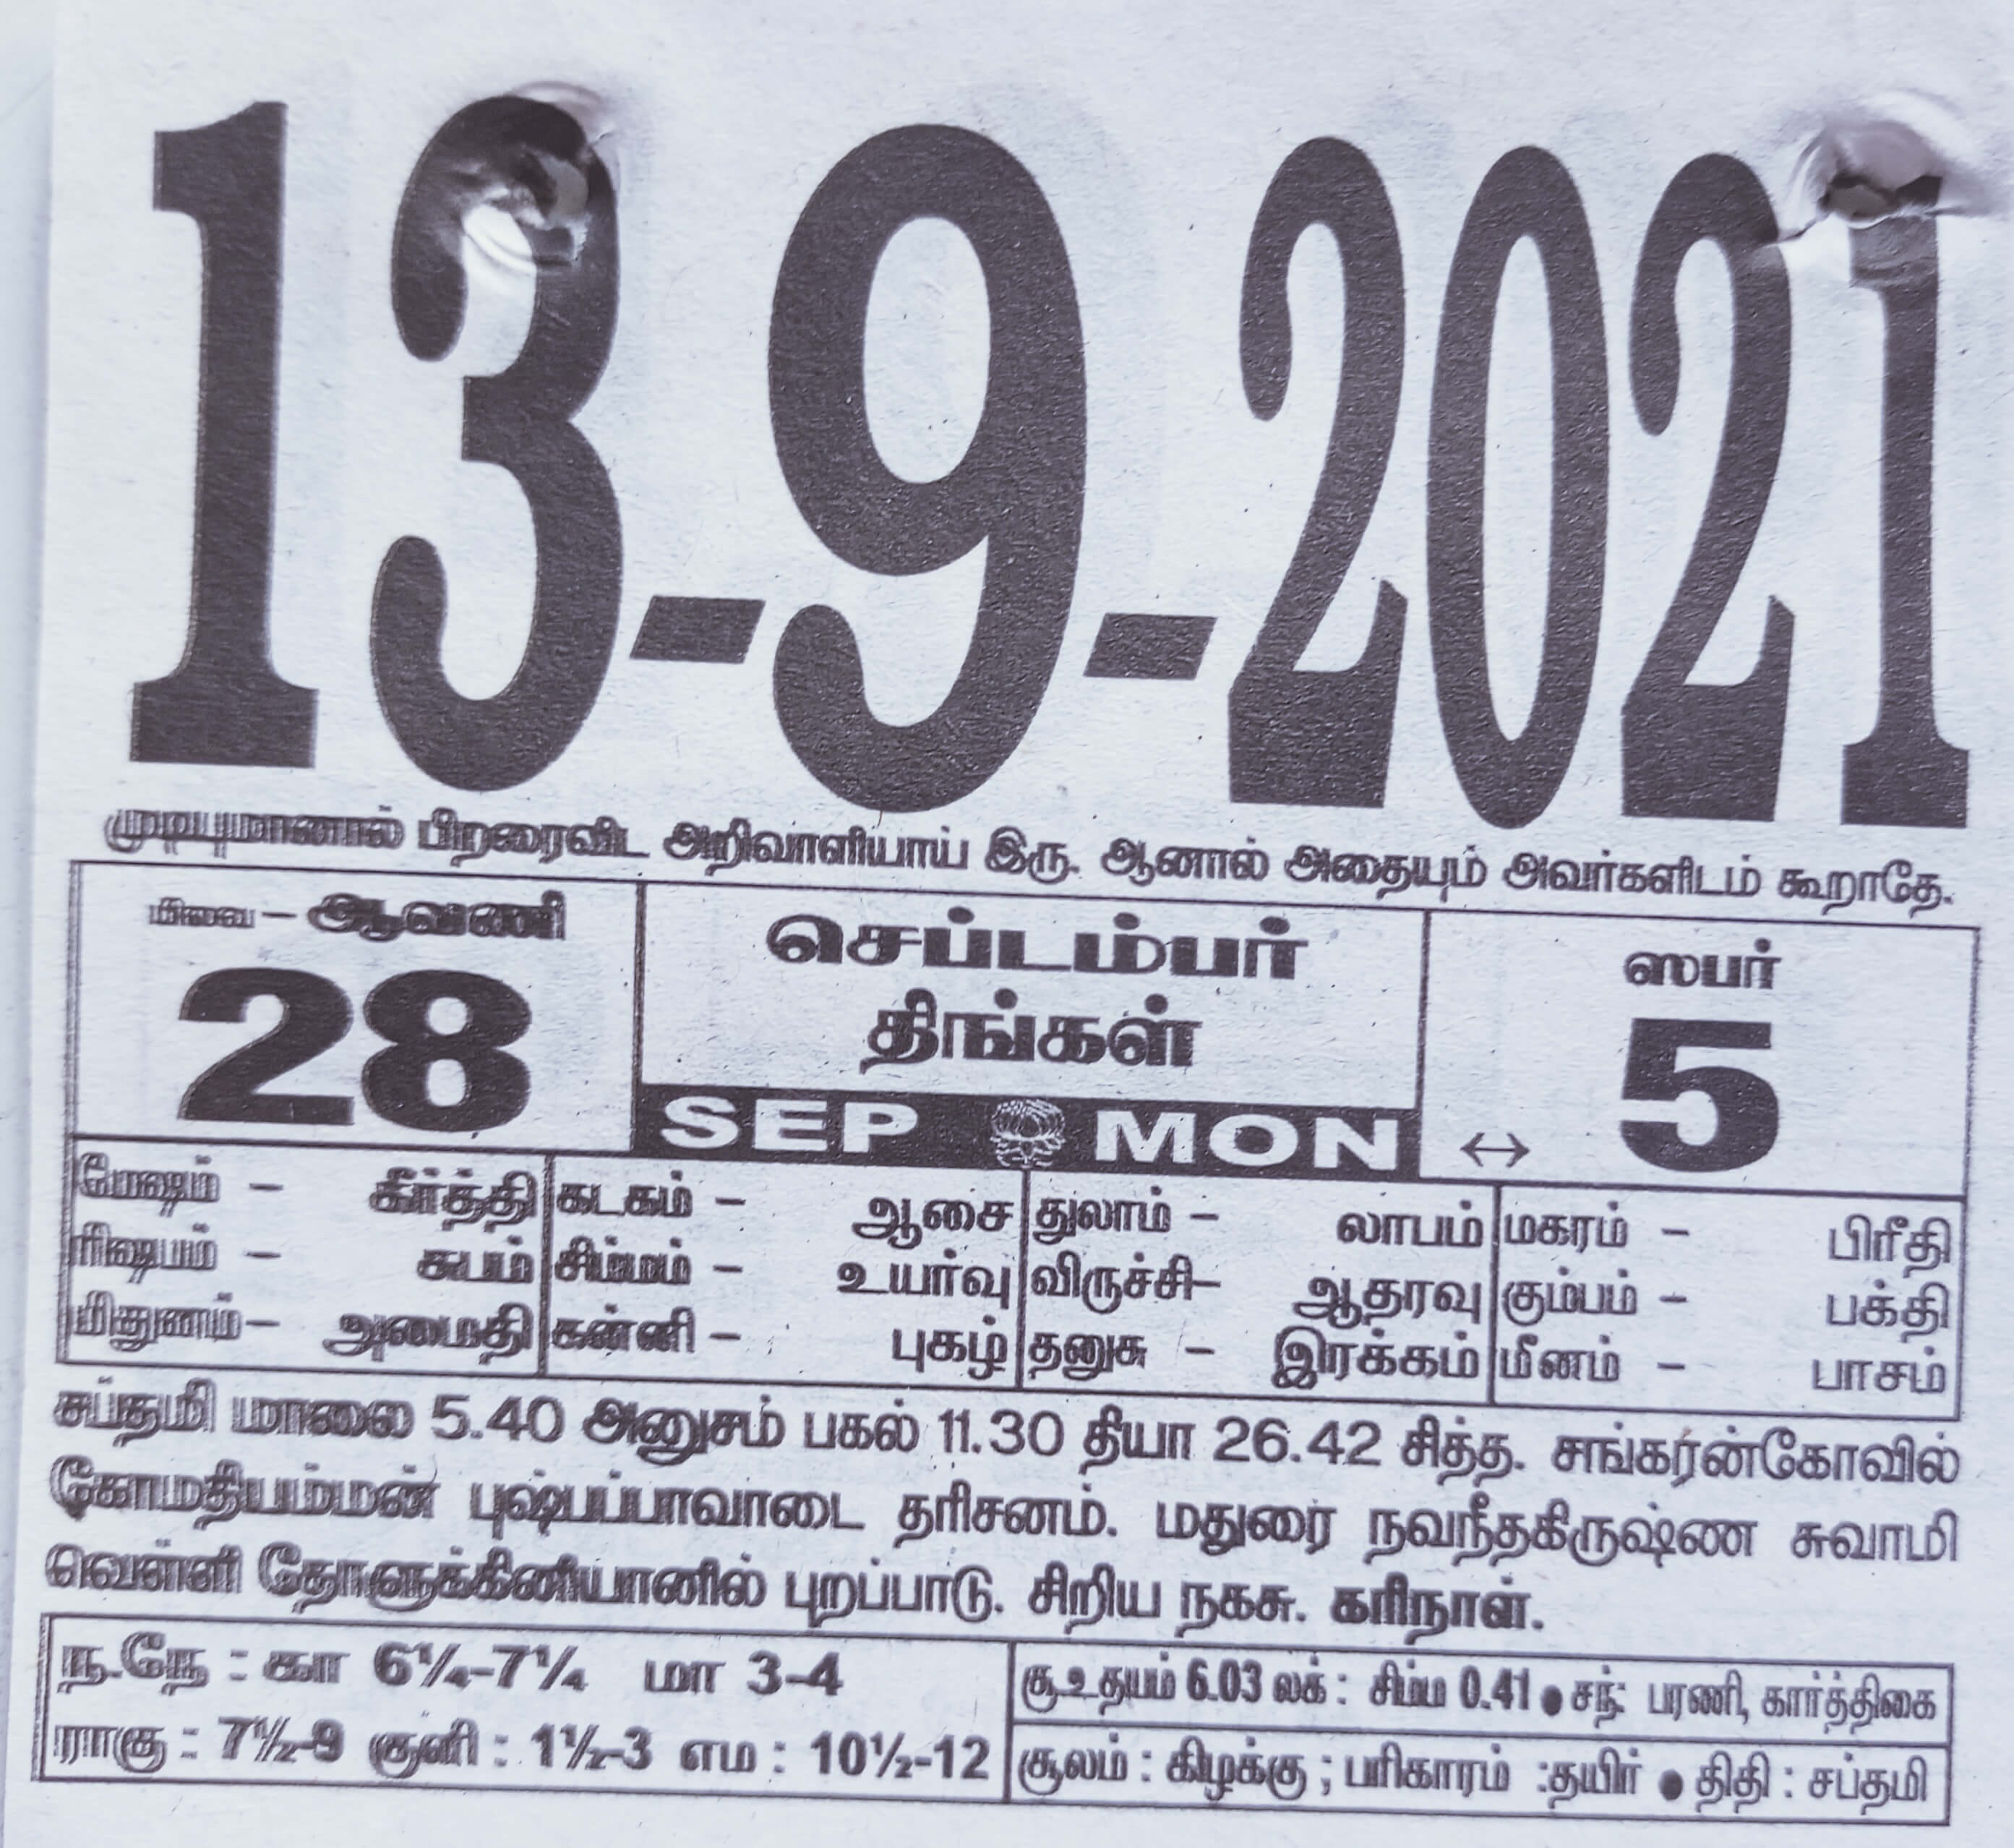 13-9-2021
முடியுமானால் பிறரைவிட அறிவாளியாய் இரு. ஆனால் அதையும் அவர்களிடம் கூறாதே.
பிலவ – ஆவணி
28
செப்டம்பர்
திங்கள்
SEP MON
ஸபர்
↔ 5
மேஷம் – கீர்த்தி கடகம் – ஆசை துலாம் – லாபம் மகரம் – பிரீதி
ரிஷபம் – சுபம் சிம்மம் – உயர்வு விருச்சி– ஆதரவு கும்பம் – பக்தி
மிதுனம்– அமைதி கன்னி – புகழ் தனுசு – இரக்கம் மீனம் – பாசம்
சப்தமி மாலை 5.40 அனுசம் பகல் 11.30 தியா 26.42 சித்த. சங்கரன்கோவில்
கோமதியம்மன் புஷ்பப்பாவாடை தரிசனம். மதுரை நவநீதகிருஷ்ண சுவாமி
வெள்ளி தோளுக்கினியானில் புறப்பாடு. சிறிய நகசு. கரிநாள்.
ந.நே : கா 6¼-7¼ மா 3-4
ராகு : 7½-9 குளி : 1½-3 எம : 10½-12
சூ உதயம் 6.03 லக் : சிம்ம 0.41 ● சந்: பரணி, கார்த்திகை
சூலம் : கிழக்கு ; பரிகாரம் :தயிர் ● திதி : சப்தமி